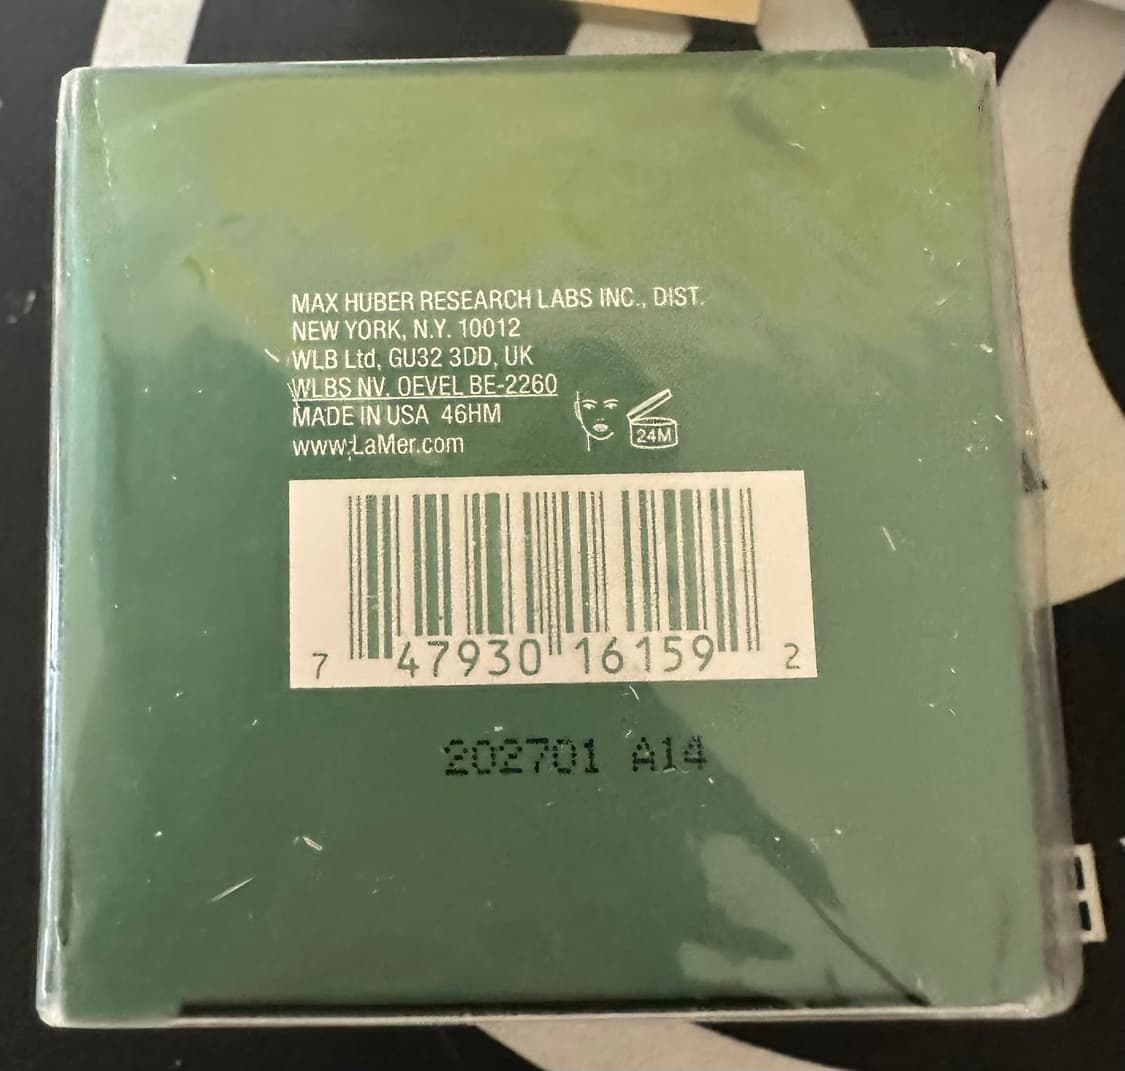 MAX HUBER RESEARCH LABS INC., DIST.
NEW YORK, N.Y. 10012
WLB Ltd, GU32 3DD, UK
WLBS NV. OEVEL BE-2260
MADE IN USA 46HM
www.LaMer.com
24M
7 47930 16159 2
202701 A14